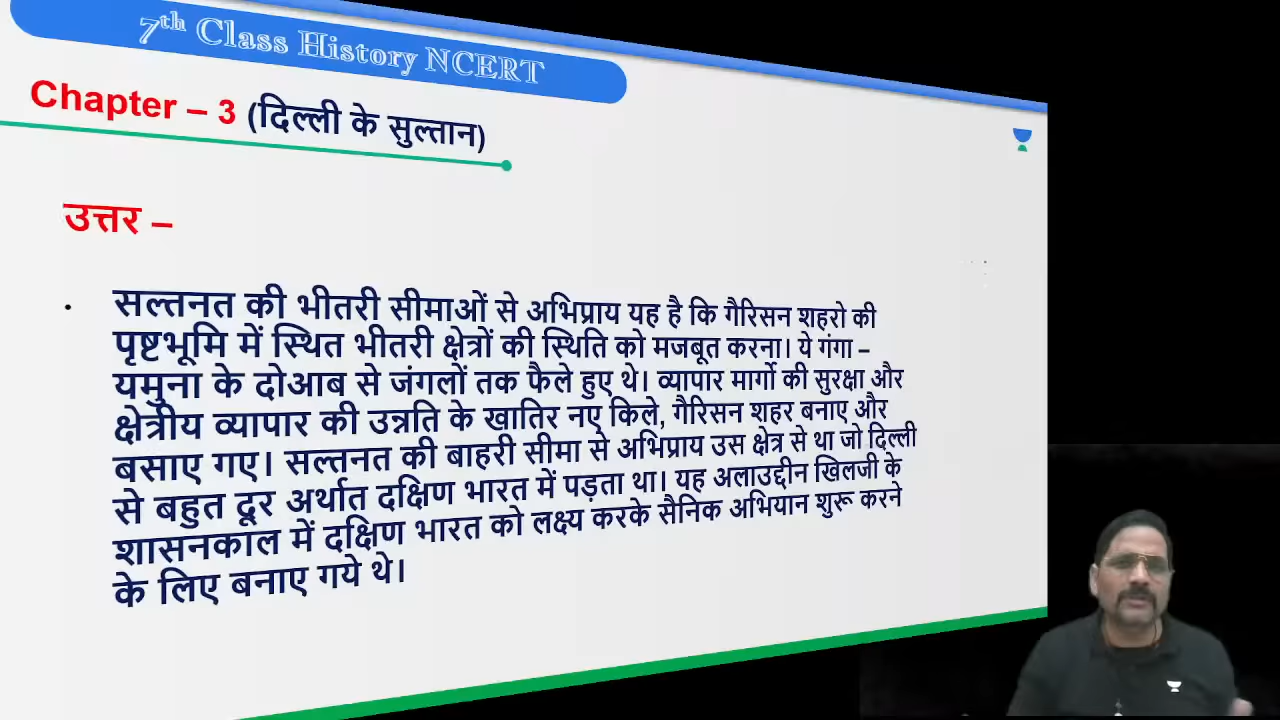 7th Class History NCERT
Chapter – 3 (दिल्ली के सुल्तान)
उत्तर –
• सल्तनत की भीतरी सीमाओं से अभिप्राय यह है कि गैरिसन शहरो की
पृष्टभूमि में स्थित भीतरी क्षेत्रों की स्थिति को मजबूत करना। ये गंगा –
यमुना के दोआब से जंगलों तक फैले हुए थे। व्यापार मार्गो की सुरक्षा और
क्षेत्रीय व्यापार की उन्नति के खातिर नए किले, गैरिसन शहर बनाए और
बसाए गए। सल्तनत की बाहरी सीमा से अभिप्राय उस क्षेत्र से था जो दिल्ली
से बहुत दूर अर्थात दक्षिण भारत में पड़ता था। यह अलाउद्दीन खिलजी के
शासनकाल में दक्षिण भारत को लक्ष्य करके सैनिक अभियान शुरू करने
के लिए बनाए गये थे।